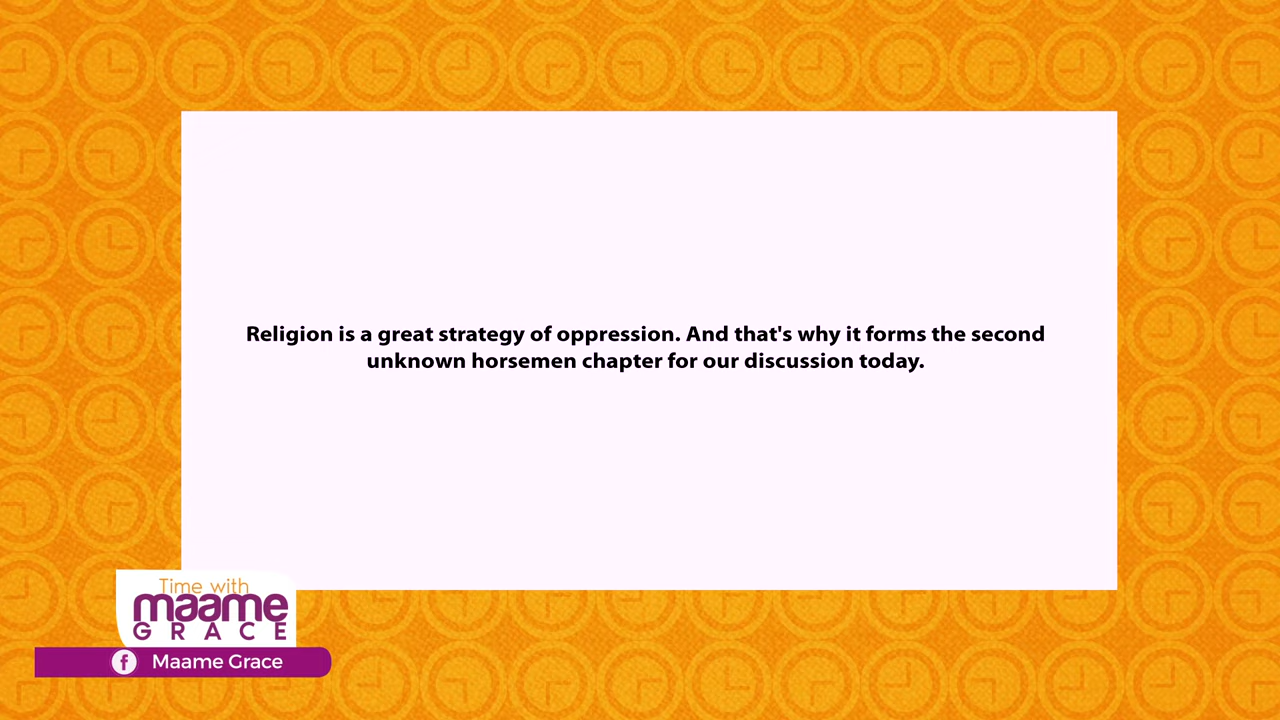 Religion is a great strategy of oppression. And that's why it forms the second
unknown horsemen chapter for our discussion today.
Time with
maame
GRACE
f Maame Grace